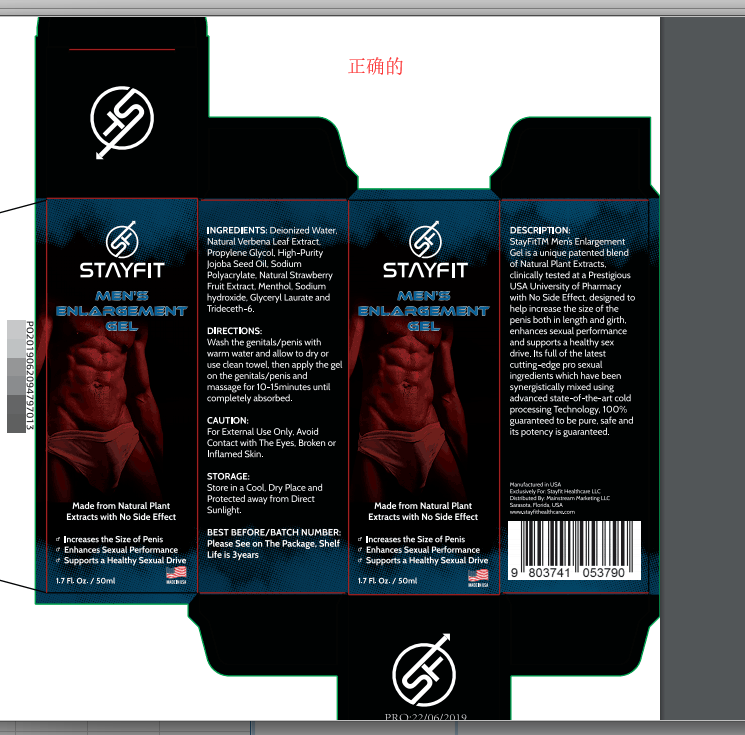 正确的
STAYFIT
MEN'S
ENLARGEMENT
GEL
Made from Natural Plant
Extracts with No Side Effect
♂ Increases the Size of Penis
♂ Enhances Sexual Performance
♂ Supports a Healthy Sexual Drive
1.7 Fl. Oz. / 50ml
MADE IN USA
P02019062094797013
INGREDIENTS: Deionized Water,
Natural Verbena Leaf Extract,
Propylene Glycol, High-Purity
Jojoba Seed Oil, Sodium
Polyacrylate, Natural Strawberry
Fruit Extract, Menthol, Sodium
hydroxide, Glyceryl Laurate and
Trideceth-6.
DIRECTIONS:
Wash the genitals/penis with
warm water and allow to dry or
use clean towel, then apply the gel
on the genitals/penis and
massage for 10-15minutes until
completely absorbed.
CAUTION:
For External Use Only, Avoid
Contact with The Eyes, Broken or
Inflamed Skin.
STORAGE:
Store in a Cool, Dry Place and
Protected away from Direct
Sunlight.
BEST BEFORE/BATCH NUMBER:
Please See on The Package, Shelf
Life is 3years
STAYFIT
MEN'S
ENLARGEMENT
GEL
Made from Natural Plant
Extracts with No Side Effect
♂ Increases the Size of Penis
♂ Enhances Sexual Performance
♂ Supports a Healthy Sexual Drive
1.7 Fl. Oz. / 50ml
MADE IN USA
DESCRIPTION:
StayFitTM Men's Enlargement
Gel is a unique patented blend
of Natural Plant Extracts,
clinically tested at a Prestigious
USA University of Pharmacy
with No Side Effect, designed to
help increase the size of the
penis both in length and girth,
enhances sexual performance
and supports a healthy sex
drive, Its full of the latest
cutting-edge pro sexual
ingredients which have been
synergistically mixed using
advanced state-of-the-art cold
processing Technology, 100%
guaranteed to be pure, safe and
its potency is guaranteed.
Manufactured in USA
Exclusively For: Stayfit Healthcare LLC
Distributed By: Mainstream Marketing LLC
Sarasota, Florida, USA
www.stayfithealthcare.com
9 803741 053790
PRO:22/06/2019